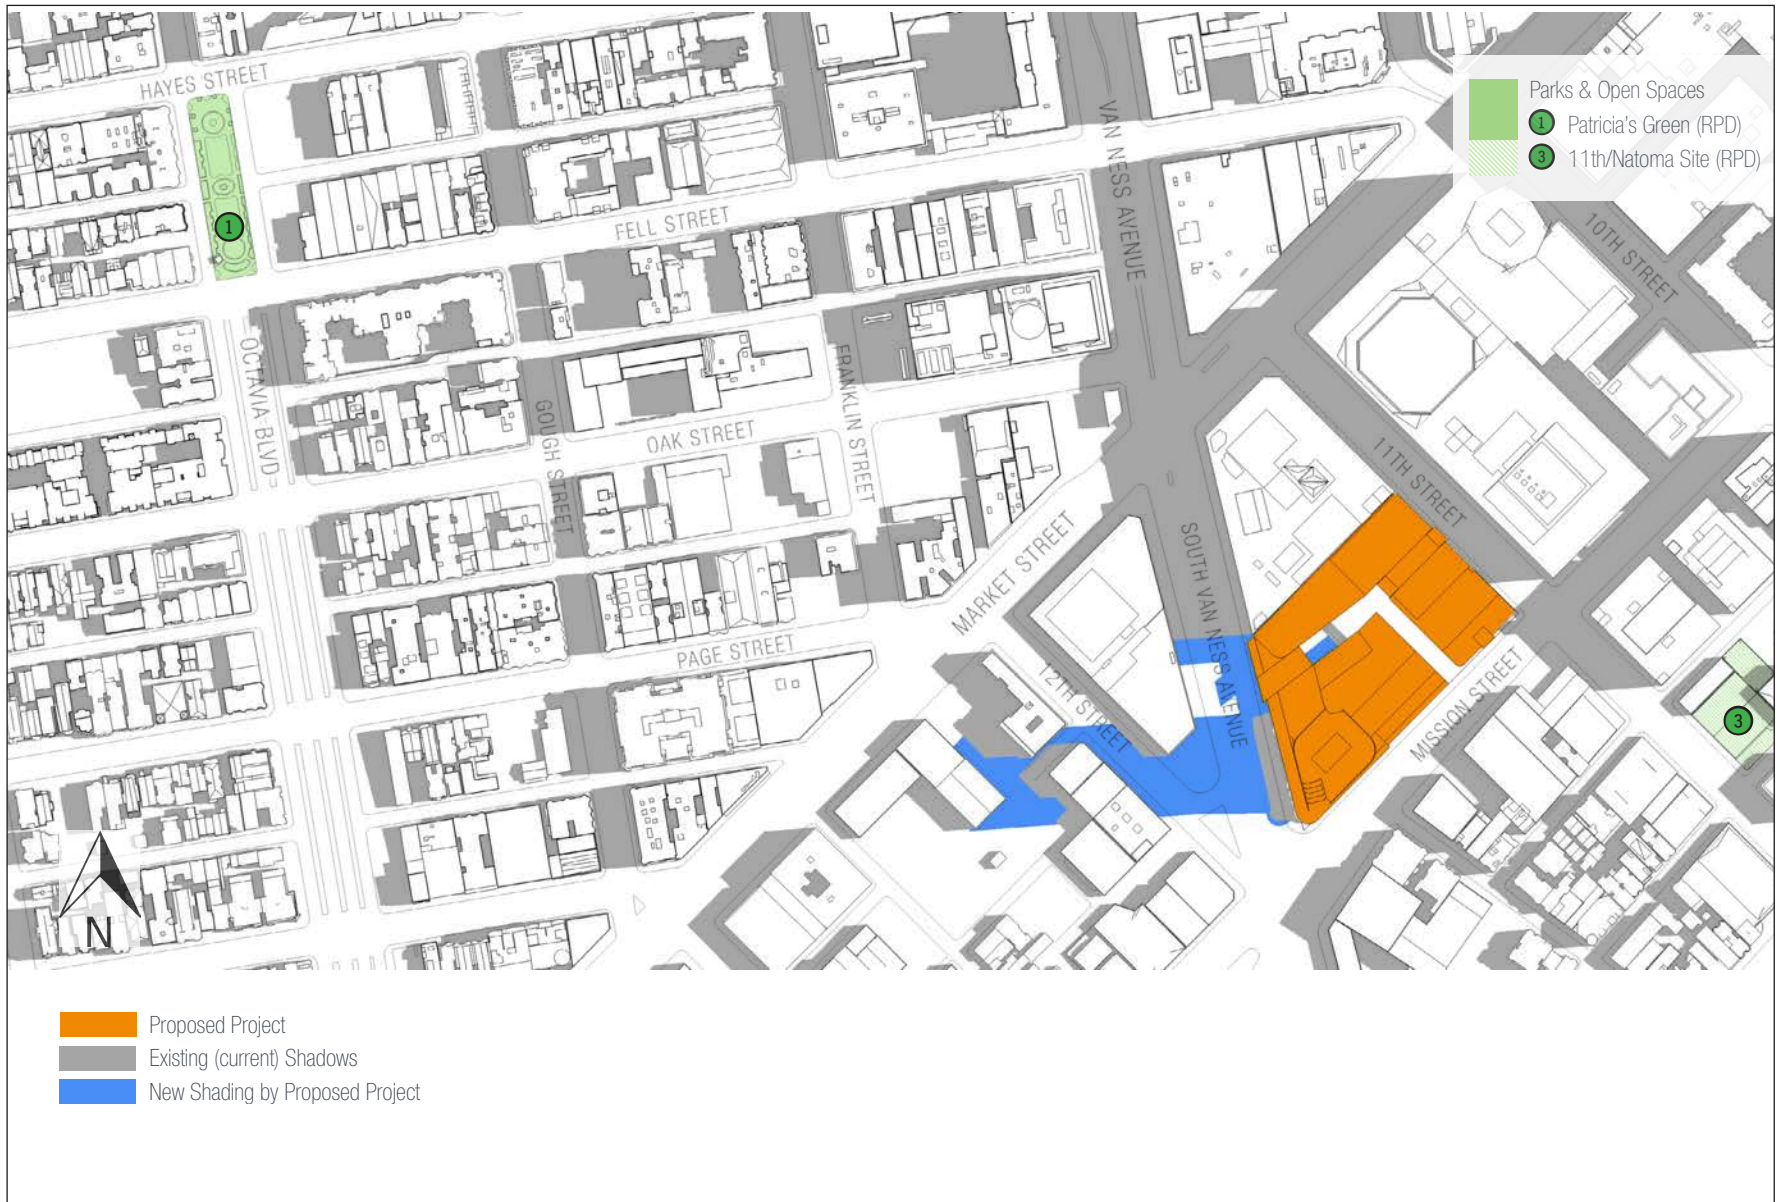 HAYES STREET
Parks & Open Spaces
1 Patricia's Green (RPD)
3 11th/Natoma Site (RPD)
VAN NESS AVENUE
1
FELL STREET
10TH STREET
OCTAVIA BLVD
FRANKLIN STREET
GOUGH STREET
OAK STREET
11TH STREET
MARKET STREET
SOUTH VAN NESS AVENUE
PAGE STREET
12TH STREET
MISSION STREET
3
N
Proposed Project
Existing (current) Shadows
New Shading by Proposed Project